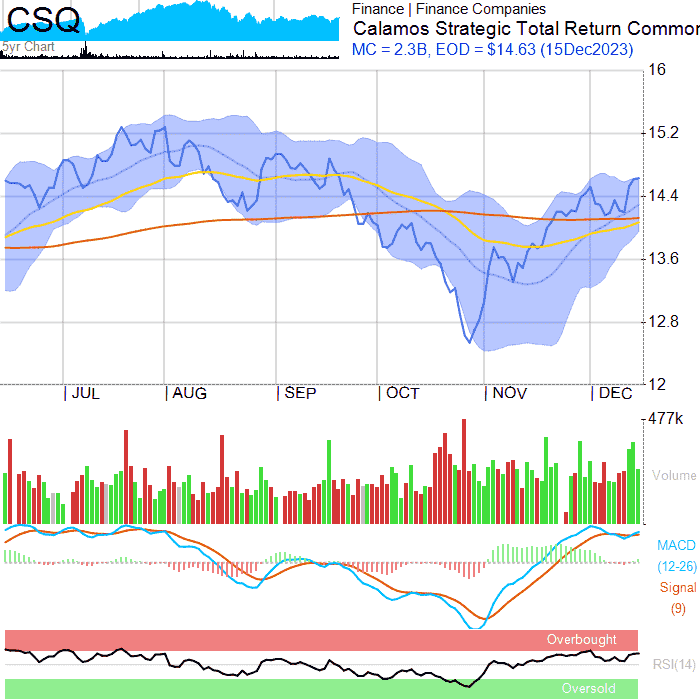 CSQ
5yr Chart
Finance | Finance Companies
Calamos Strategic Total Return Common
MC = 2.3B, EOD = $14.63 (15Dec2023)
16
15.2
14.4
13.6
12.8
12
JUL AUG SEP OCT NOV DEC
477k
Volume
MACD
(12-26)
Signal
(9)
Overbought
RSI(14)
Oversold